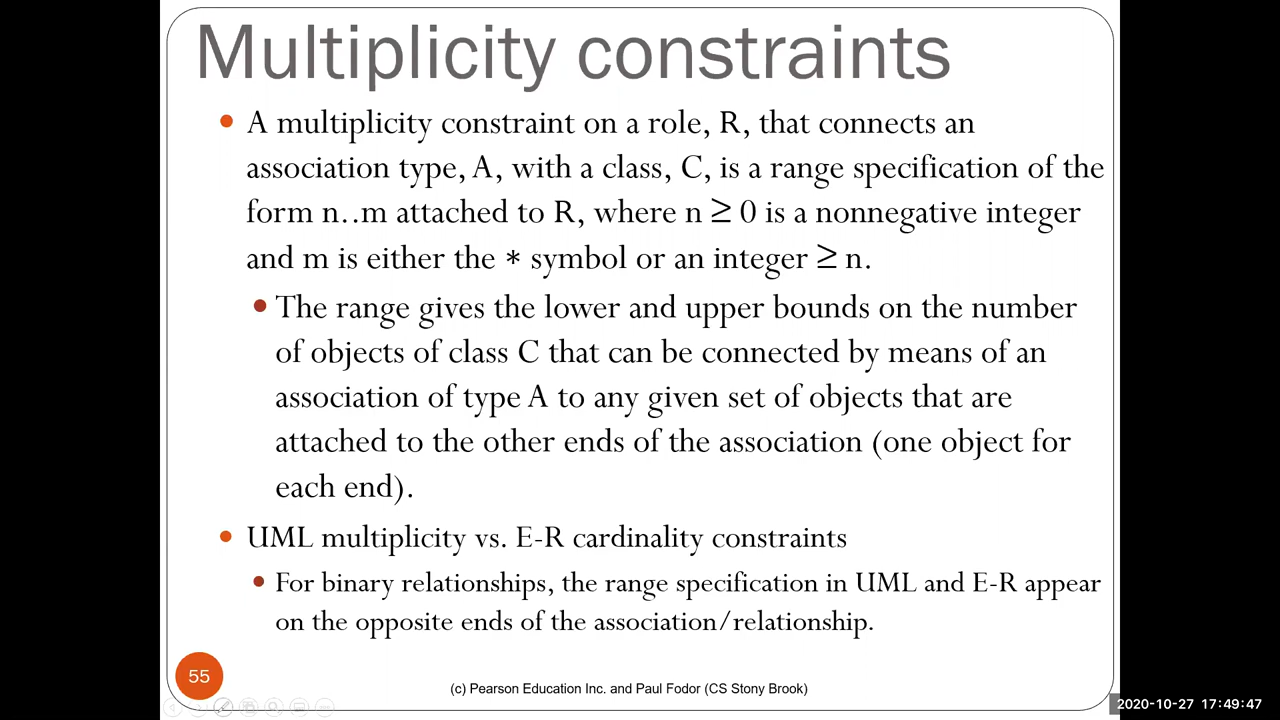 Multiplicity constraints
• A multiplicity constraint on a role, R, that connects an
association type, A, with a class, C, is a range specification of the
form n..m attached to R, where n ≥ 0 is a nonnegative integer
and m is either the * symbol or an integer ≥ n.
• The range gives the lower and upper bounds on the number
of objects of class C that can be connected by means of an
association of type A to any given set of objects that are
attached to the other ends of the association (one object for
each end).
• UML multiplicity vs. E-R cardinality constraints
• For binary relationships, the range specification in UML and E-R appear
on the opposite ends of the association/relationship.
55
(c) Pearson Education Inc. and Paul Fodor (CS Stony Brook)
2020-10-27 17:49:47